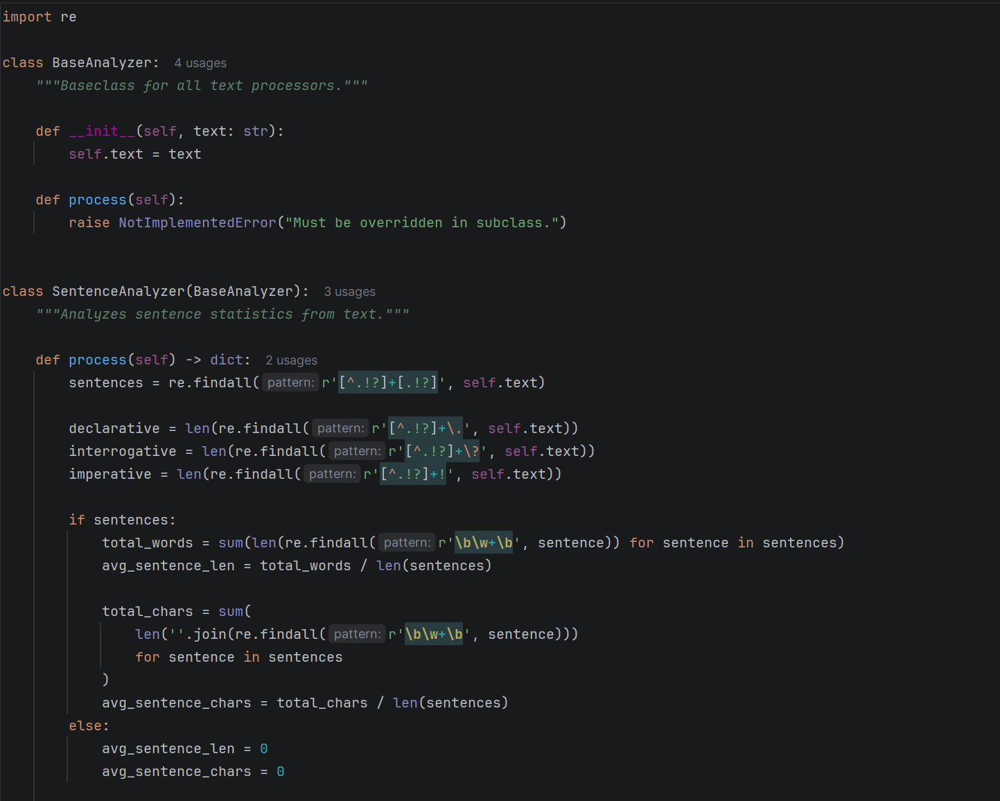 import re
class BaseAnalyzer: 4 usages
"""Baseclass for all text processors."""
def __init__(self, text: str):
self.text = text
def process(self):
raise NotImplementedError("Must be overridden in subclass.")
class SentenceAnalyzer(BaseAnalyzer): 3 usages
"""Analyzes sentence statistics from text."""
def process(self) -> dict: 2 usages
sentences = re.findall( pattern: r'[^.!?]+[.!?]', self.text)
declarative = len(re.findall( pattern: r'[^.!?]+\.', self.text))
interrogative = len(re.findall( pattern: r'[^.!?]+\?', self.text))
imperative = len(re.findall( pattern: r'[^.!?]+!', self.text))
if sentences:
total_words = sum(len(re.findall( pattern: r'\b\w+\b', sentence)) for sentence in sentences)
avg_sentence_len = total_words / len(sentences)
total_chars = sum(
len(''.join(re.findall( pattern: r'\b\w+\b', sentence)))
for sentence in sentences
)
avg_sentence_chars = total_chars / len(sentences)
else:
avg_sentence_len = 0
avg_sentence_chars = 0